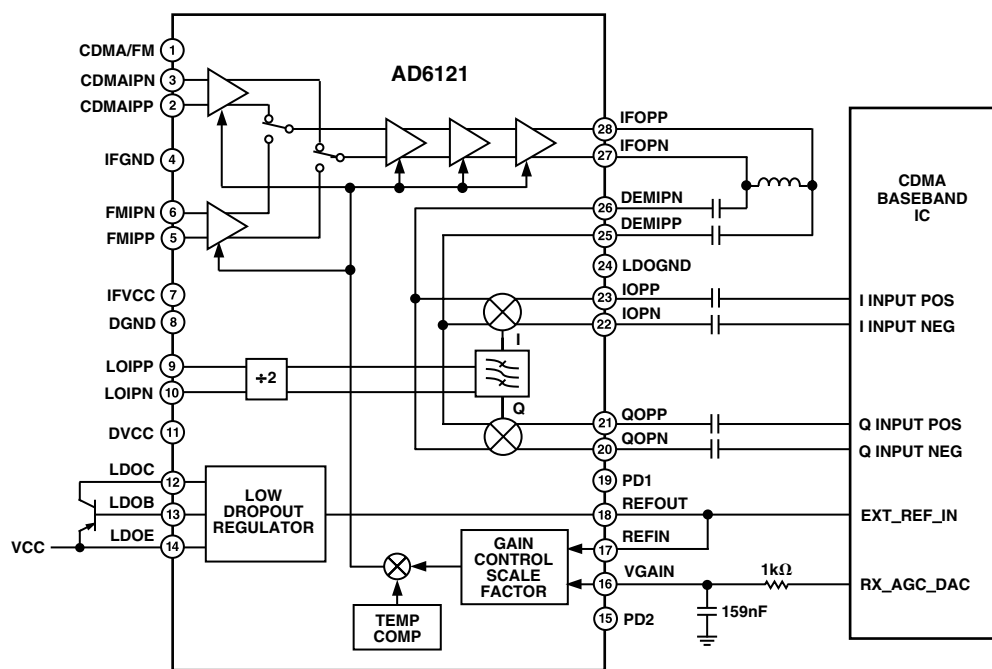 AD6121
CDMA/FM 1
CDMAIPN 3
CDMAIPP 2
IFGND 4
FMIPN 6
FMIPP 5
IFVCC 7
DGND 8
LOIPP 9
LOIPN 10
DVCC 11
LDOC 12
LDOB 13
LDOE 14
VCC
÷2
LOW
DROPOUT
REGULATOR
I
Q
GAIN
CONTROL
SCALE
FACTOR
TEMP
COMP
28 IFOPP
27 IFOPN
26 DEMIPN
25 DEMIPP
24 LDOGND
23 IOPP
22 IOPN
21 QOPP
20 QOPN
19 PD1
18 REFOUT
17 REFIN
16 VGAIN
15 PD2
1kΩ
159nF
CDMA
BASEBAND
IC
I INPUT POS
I INPUT NEG
Q INPUT POS
Q INPUT NEG
EXT_REF_IN
RX_AGC_DAC